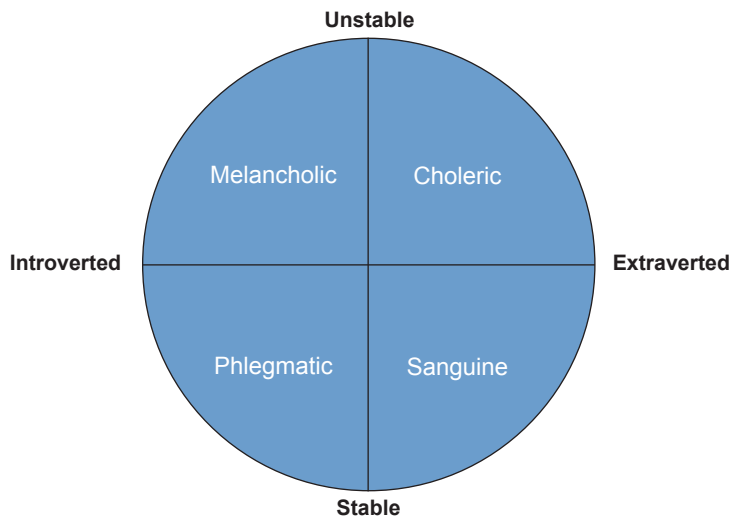 Unstable
Melancholic
Choleric
Introverted
Extraverted
Phlegmatic
Sanguine
Stable